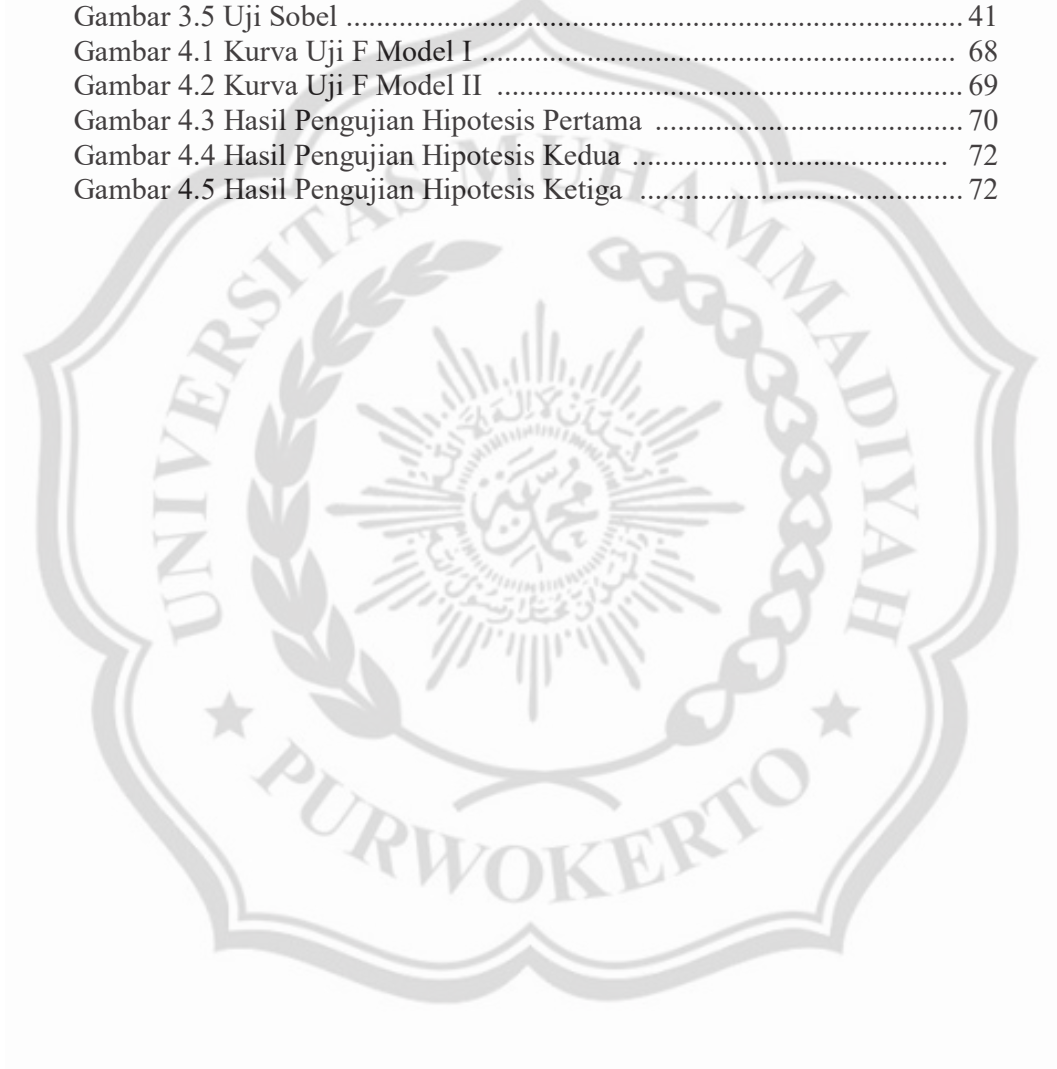 Gambar 3.5 Uji Sobel .................................................................................. 41
Gambar 4.1 Kurva Uji F Model I ............................................................... 68
Gambar 4.2 Kurva Uji F Model II .............................................................. 69
Gambar 4.3 Hasil Pengujian Hipotesis Pertama ......................................... 70
Gambar 4.4 Hasil Pengujian Hipotesis Kedua .......................................... 72
Gambar 4.5 Hasil Pengujian Hipotesis Ketiga ........................................... 72
UNIVERSITAS MUHAMMADIYAH
PURWOKERTO